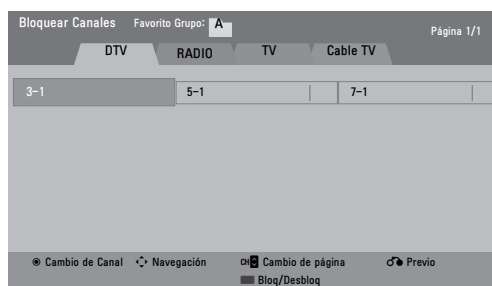 Bloquear Canales Favorito Grupo: A
Página 1/1
DTV RADIO TV Cable TV
3-1 5-1 7-1
Cambio de Canal Navegación CH Cambio de página Previo
Bloq/Desbloq